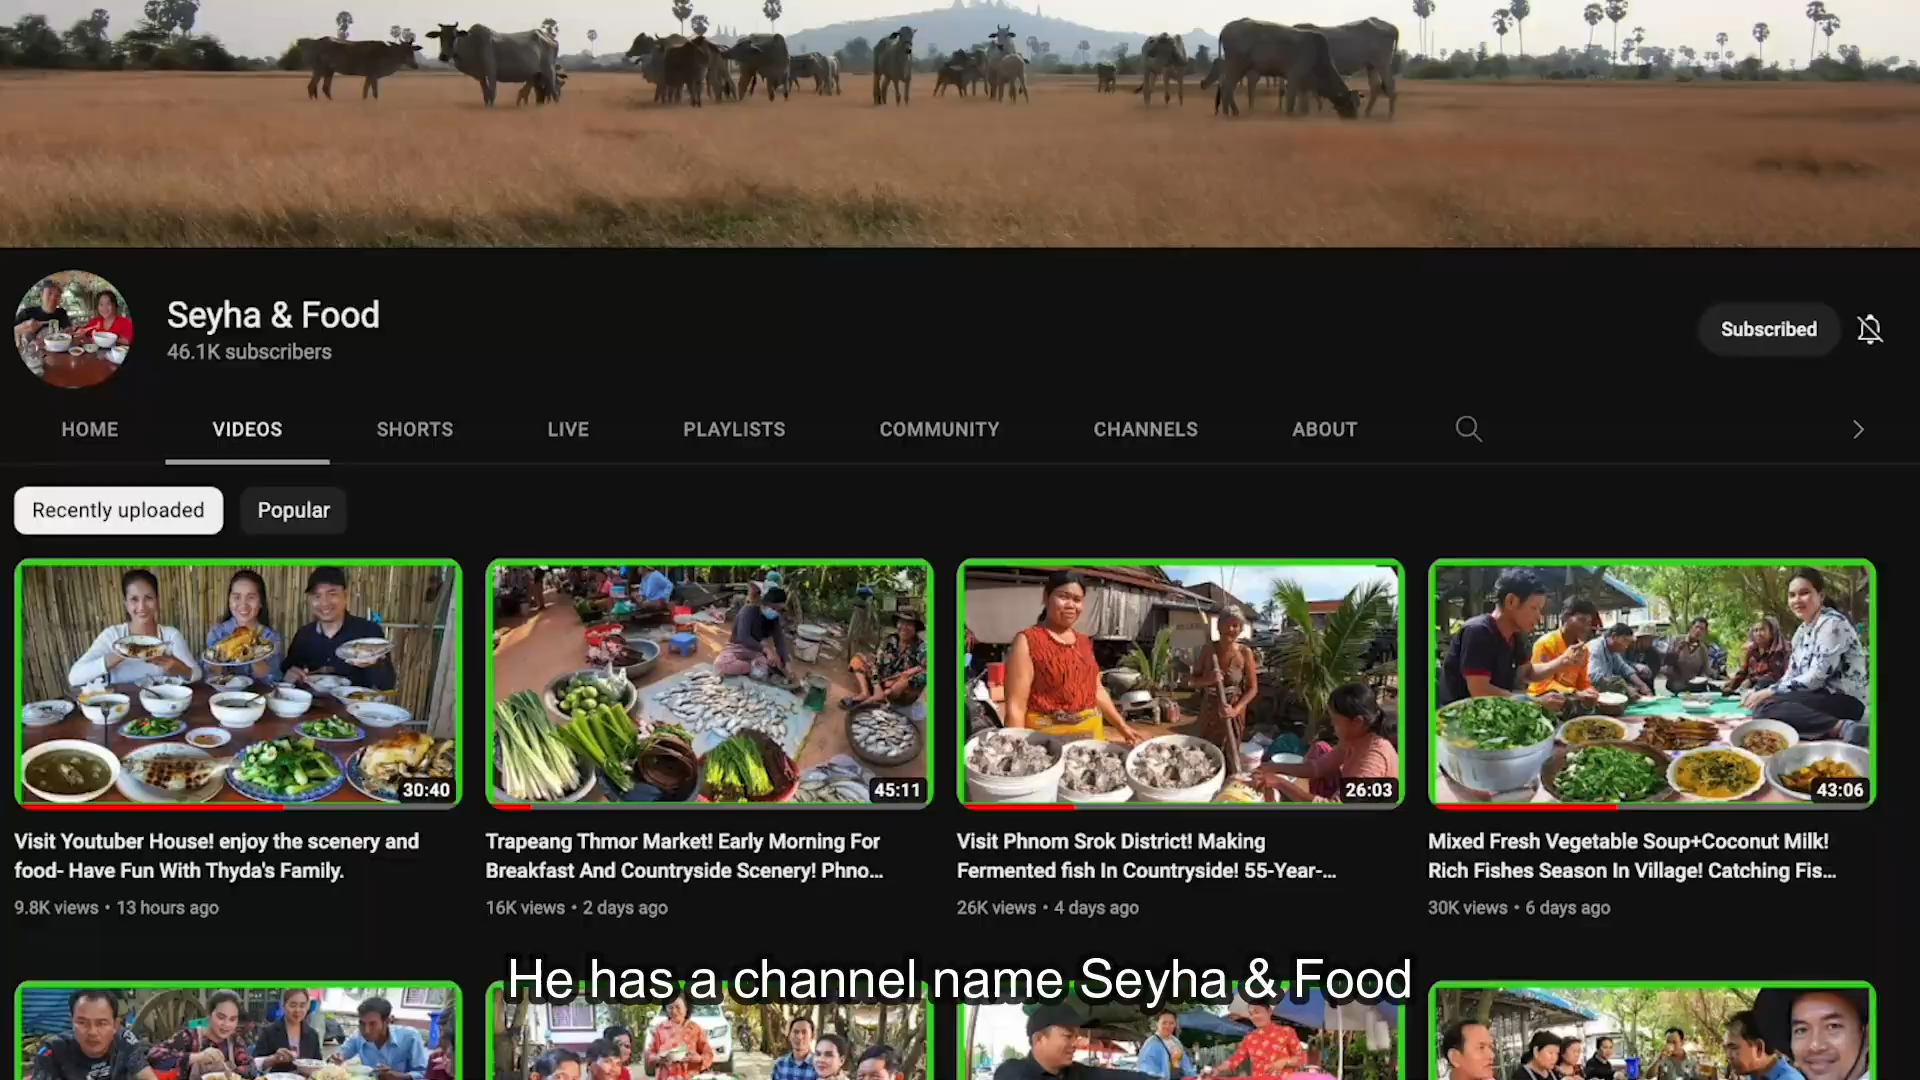 Seyha & Food
46.1K subscribers
Subscribed
HOME
VIDEOS
SHORTS
LIVE
PLAYLISTS
COMMUNITY
CHANNELS
ABOUT
Recently uploaded
Popular
30:40
45:11
26:03
43:06
Visit Youtuber House! enjoy the scenery and
food- Have Fun With Thyda's Family.
9.8K views • 13 hours ago
Trapeang Thmor Market! Early Morning For
Breakfast And Countryside Scenery! Phno...
16K views • 2 days ago
Visit Phnom Srok District! Making
Fermented fish In Countryside! 55-Year-...
26K views • 4 days ago
Mixed Fresh Vegetable Soup+Coconut Milk!
Rich Fishes Season In Village! Catching Fis...
30K views • 6 days ago
He has a channel name Seyha & Food